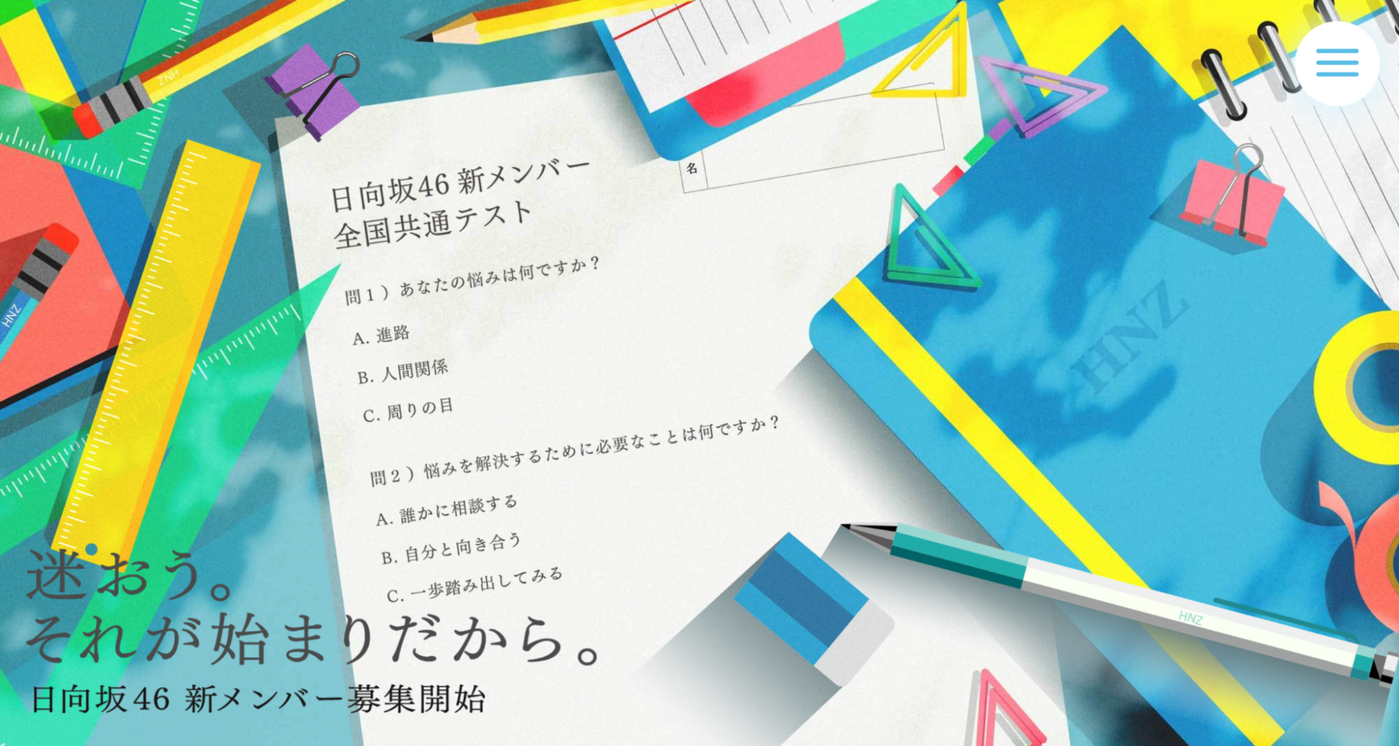 日向坂46 新メンバー
全国共通テスト
名
問1）あなたの悩みは何ですか？
A. 進路
B. 人間関係
C. 周りの目
問2）悩みを解決するために必要なことは何ですか？
A. 誰かに相談する
B. 自分と向き合う
C. 一歩踏み出してみる
迷おう。
それが始まりだから。
日向坂46 新メンバー募集開始
HNZ
HNZ
HNZ
HNZ